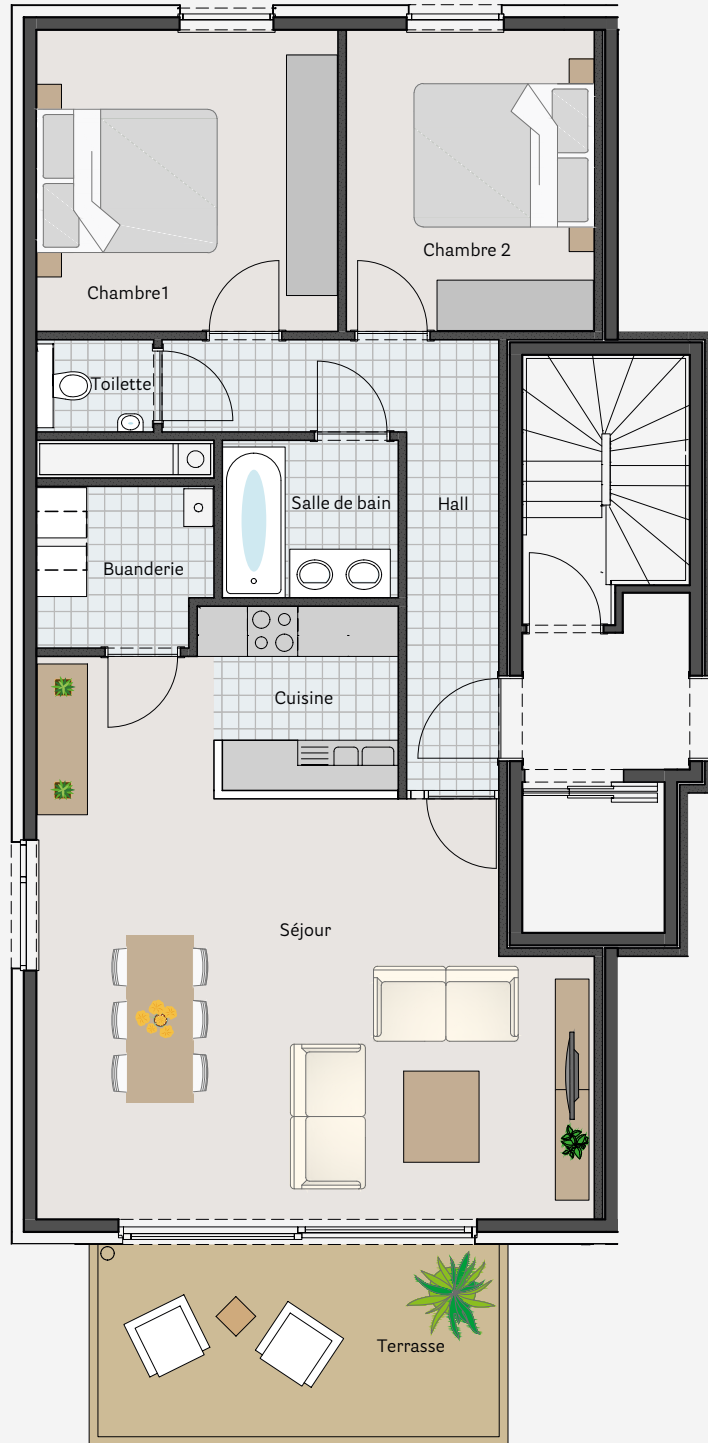 Chambre1
Chambre 2
Toilette
Salle de bain
Hall
Buanderie
Cuisine
Séjour
Terrasse